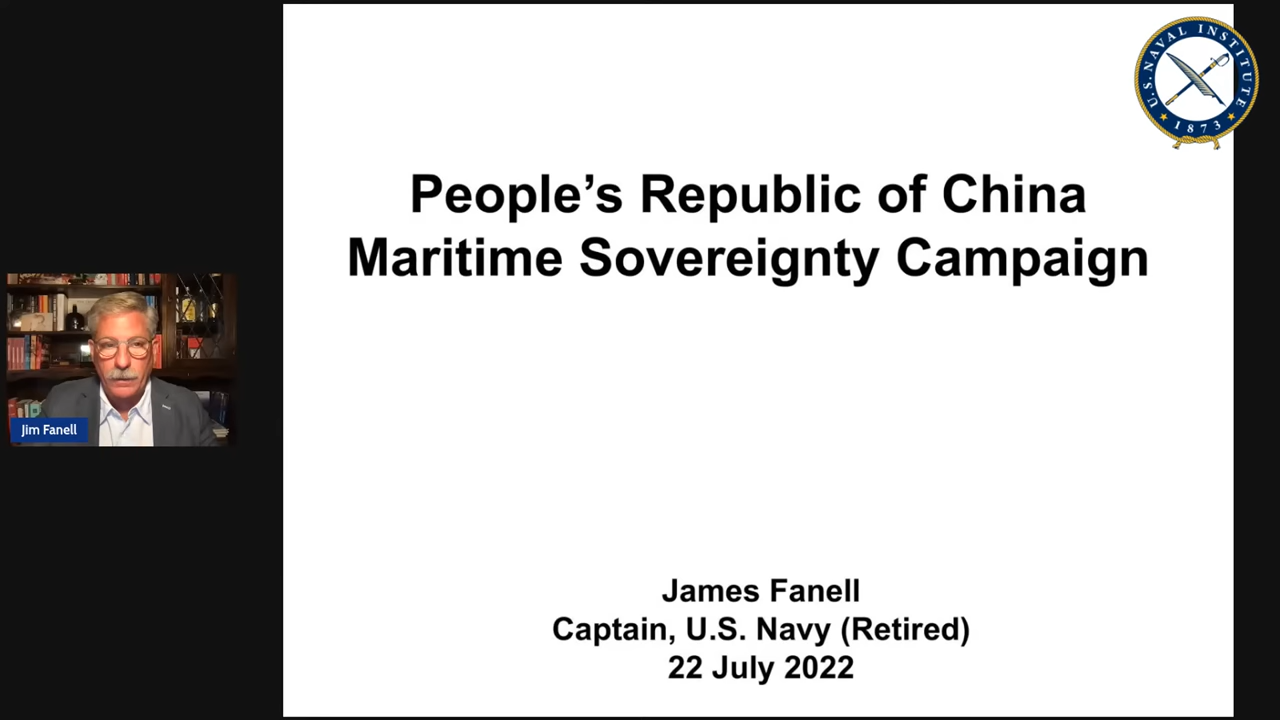 U.S. NAVAL INSTITUTE
1873
People’s Republic of China
Maritime Sovereignty Campaign
Jim Fanell
James Fanell
Captain, U.S. Navy (Retired)
22 July 2022